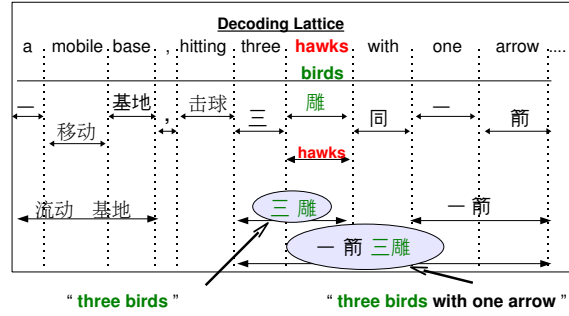 Decoding Lattice
a mobile base , hitting three hawks with one arrow ....
birds
一 移动 基地 , 击球 三 雕 同 一 箭
hawks
流动 基地 三 雕 一 箭
一 箭 三雕
“ three birds ” “ three birds with one arrow ”